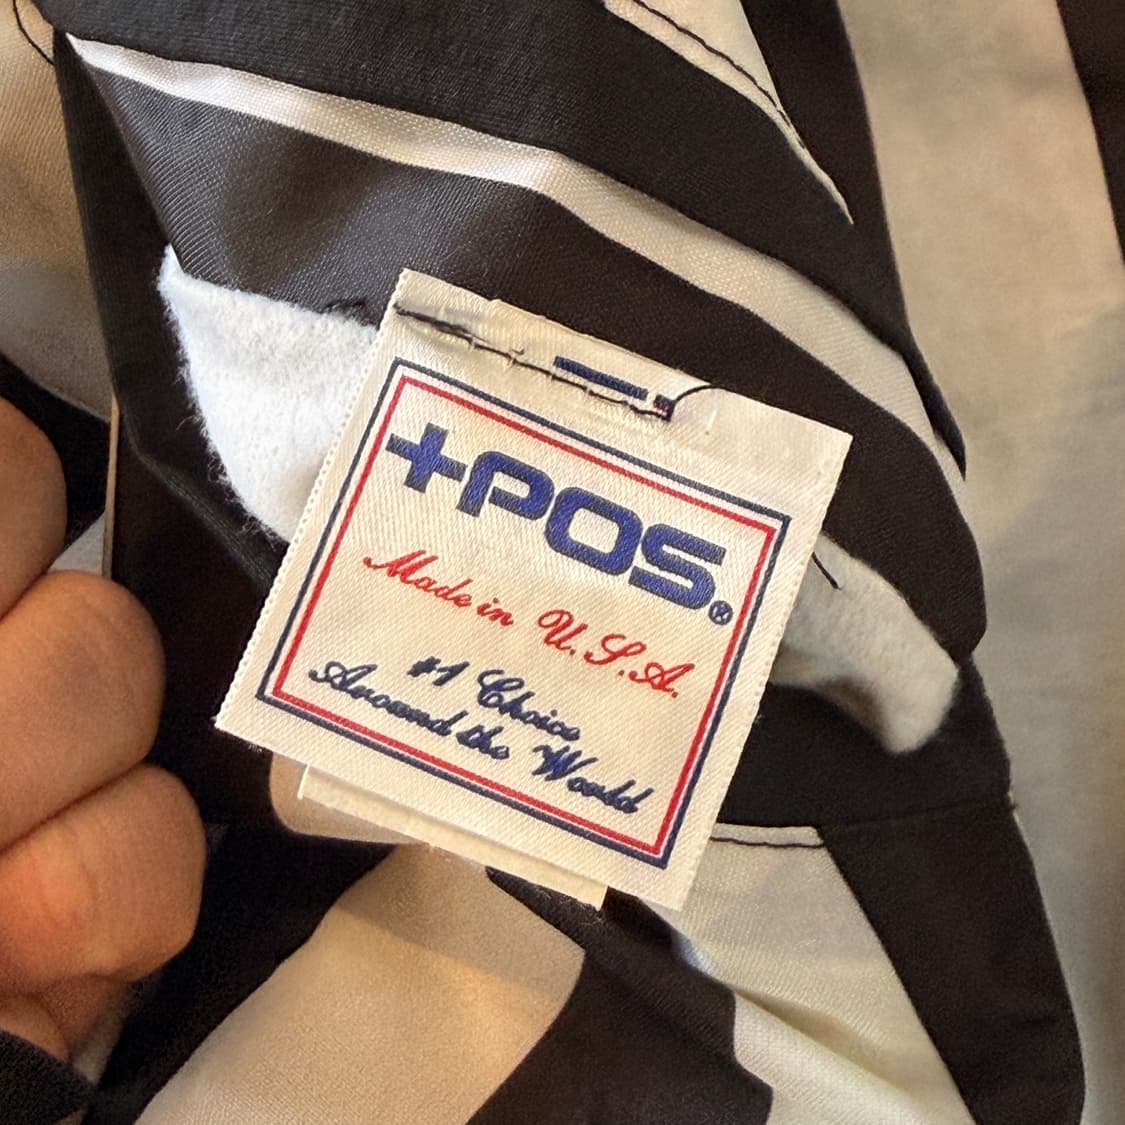 +POS®
Made in U.S.A.
#1 Choice
Around the World